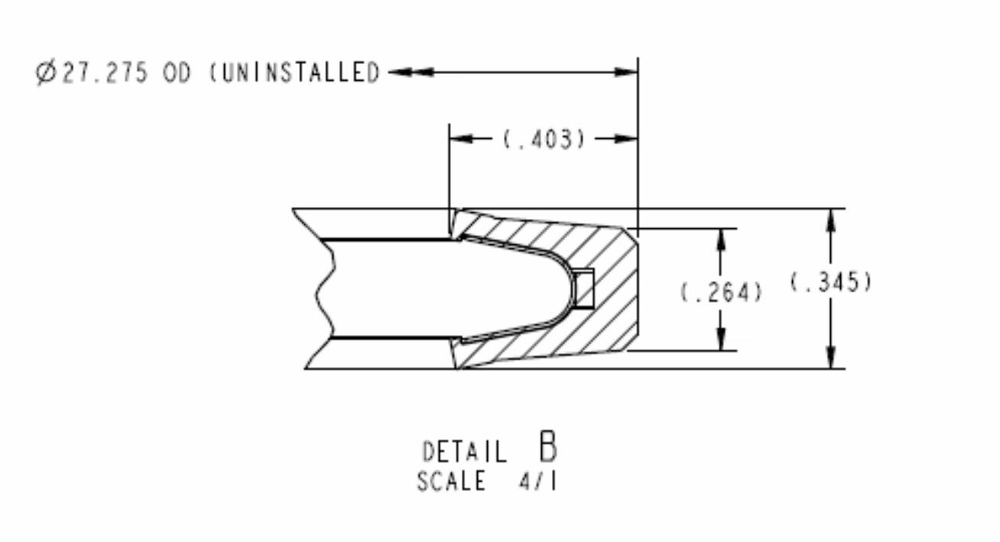 Ø27.275 OD (UNINSTALLED
(.403)
(.264)
(.345)
DETAIL B
SCALE 4/1